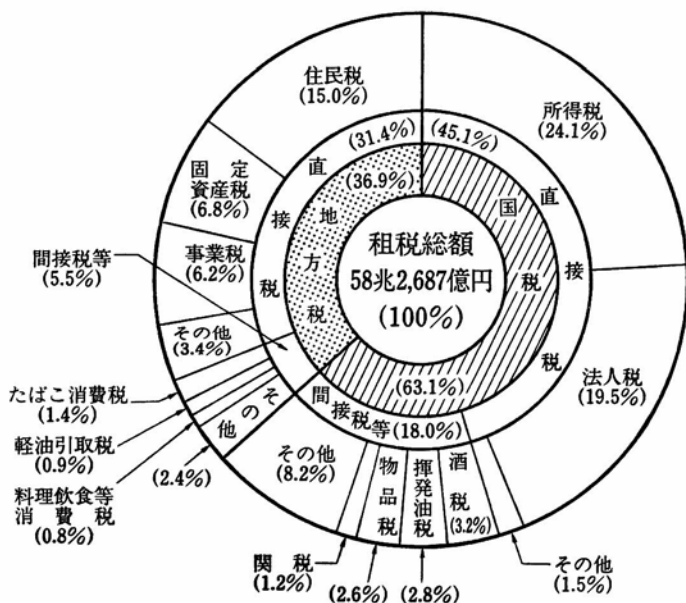 租税総額
58兆2,687億円
(100%)
国税
(63.1%)
地方税
(36.9%)
(45.1%)
直接税
間接税等
(18.0%)
(31.4%)
直接税
所得税
(24.1%)
法人税
(19.5%)
その他
(1.5%)
酒税
(3.2%)
揮発油税
(2.8%)
物品税
(2.6%)
関税
(1.2%)
その他
(8.2%)
住民税
(15.0%)
固定
資産税
(6.8%)
事業税
(6.2%)
間接税等
(5.5%)
その他
(3.4%)
たばこ消費税
(1.4%)
軽油引取税
(0.9%)
料理飲食等
消費税
(0.8%)
その他
(2.4%)